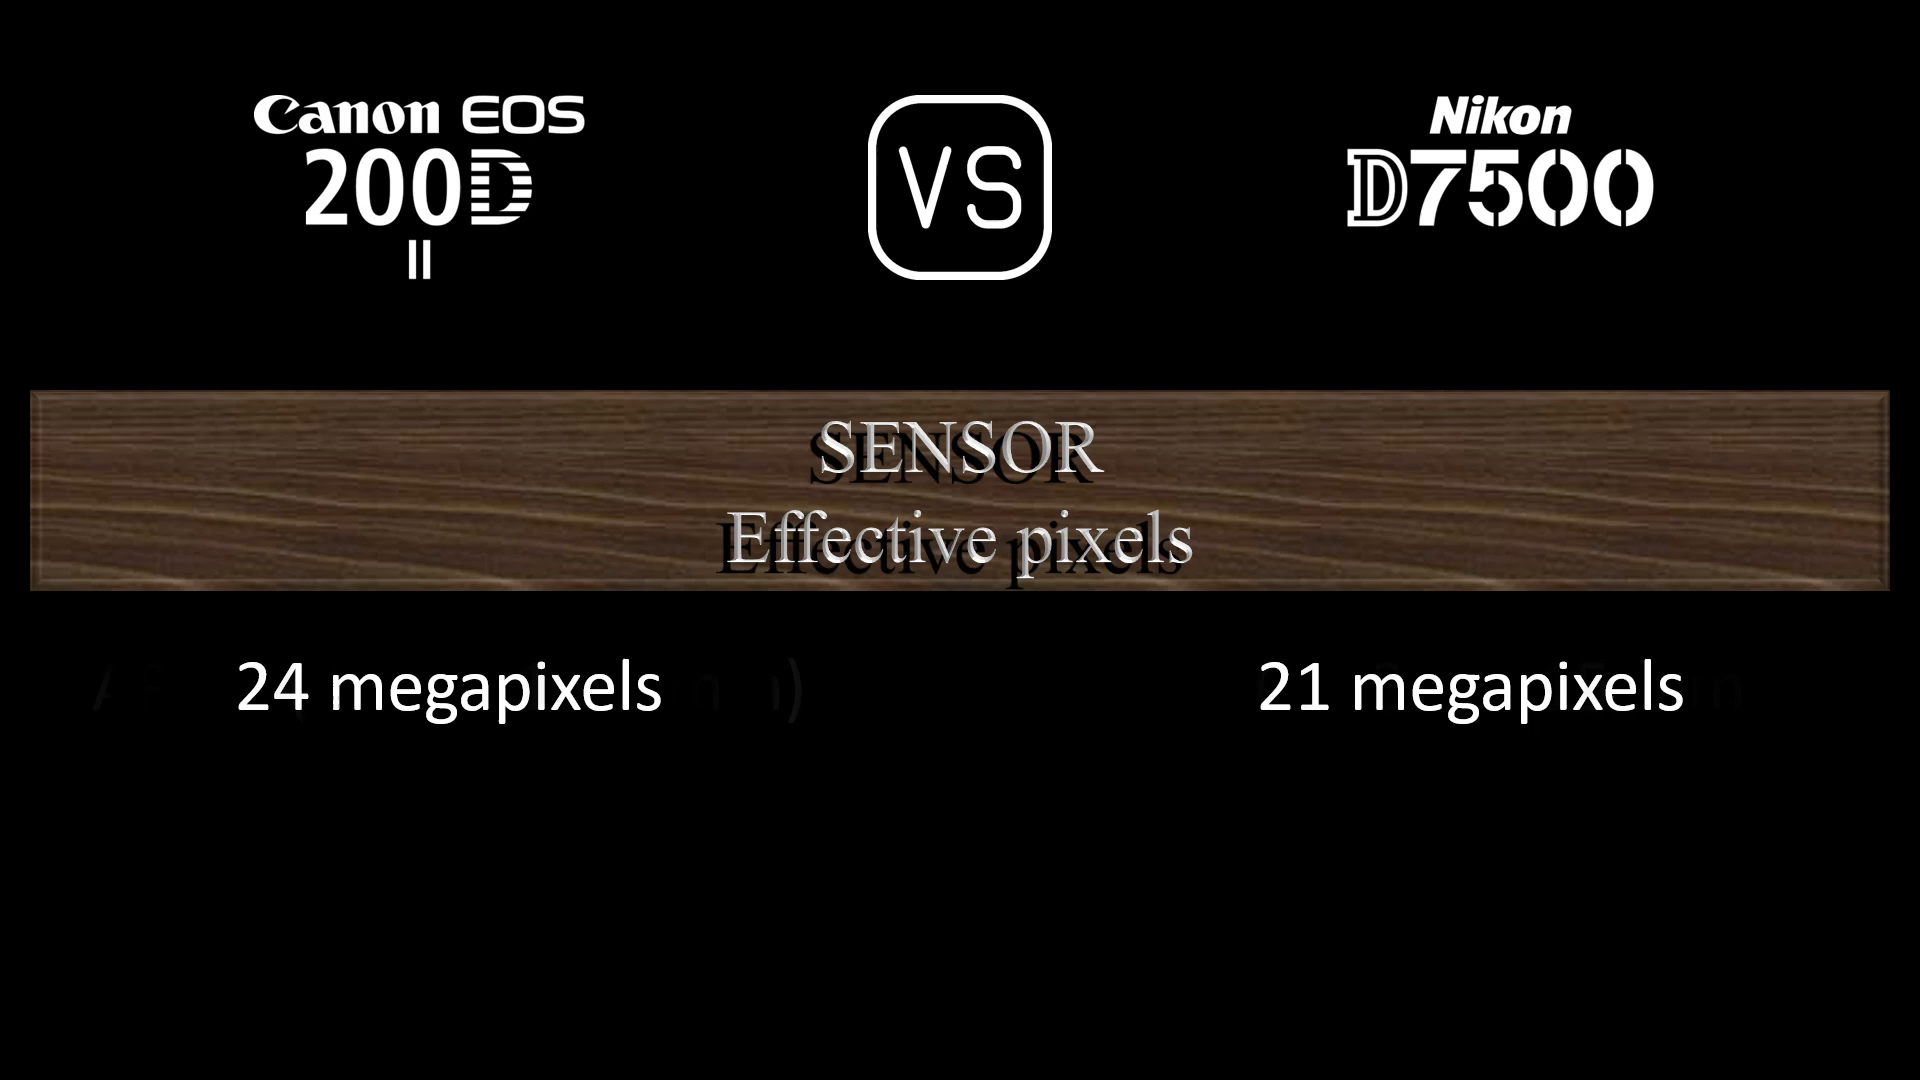 Canon EOS
200D
II
VS
Nikon
D7500
SENSOR
Effective pixels
24 megapixels
21 megapixels